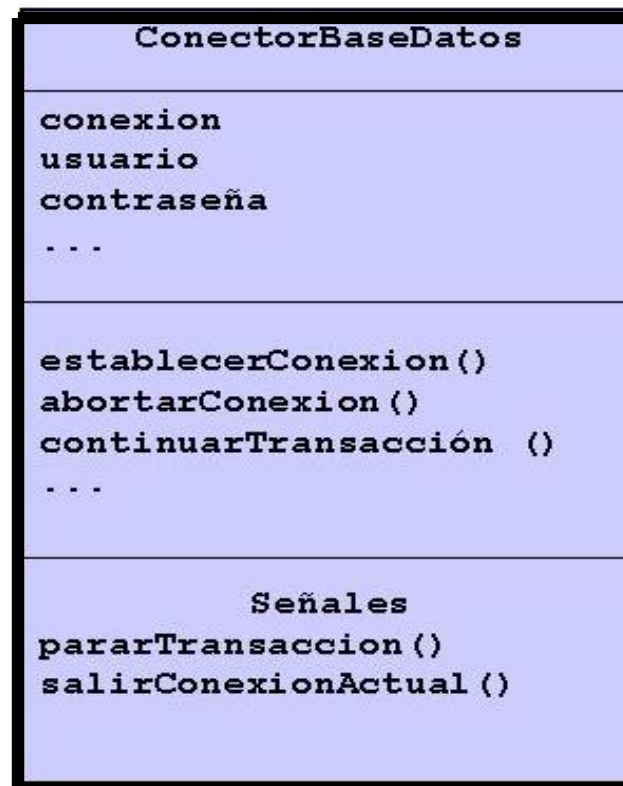 ConectorBaseDatos
conexion
usuario
contraseña
...
establecerConexion()
abortarConexion()
continuarTransacción ()
...
Señales
pararTransaccion()
salirConexionActual()